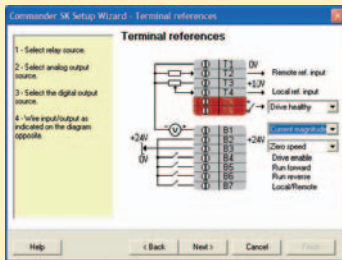 Commander SK Setup Wizard - Terminal references
Terminal references
1 - Select relay source.
2 - Select analog output
source.
3 - Select the digital output
source.
4 - Wire input/output as
indicated on the diagram
opposite.
T1 0V
T2 Remote ref. input
T3 +10V
T4 Local ref. input
Drive healthy
B1 Current magnitude
+24V B2 +24V
B3 Zero speed
0V B4 Drive enable
B5 Run forward
B6 Run reverse
B7 Local/Remote
V
Help < Back Next > Cancel Finish